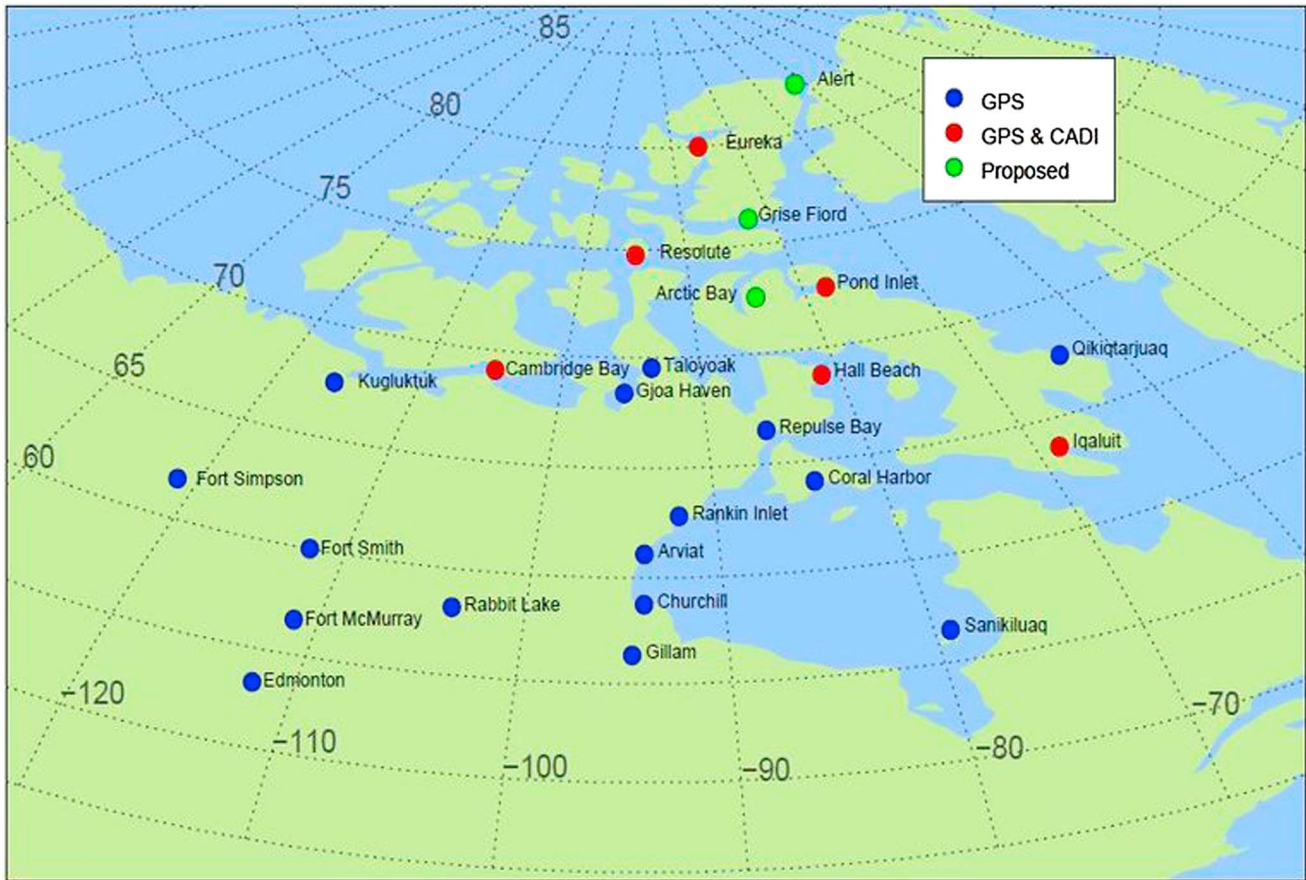 85
Alert
GPS
80
GPS & CADI
Eureka
Proposed
75
Grise Fiord
Resolute
70
Pond Inlet
Arctic Bay
Qikiqtarjuaq
65
Taloyoak
Cambridge Bay
Hall Beach
Kugluktuk
Gjoa Haven
Repulse Bay
Iqaluit
60
Fort Simpson
Coral Harbor
Rankin Inlet
Fort Smith
Arviat
Rabbit Lake
Churchill
Fort McMurray
Sanikiluaq
Gillam
Edmonton
−120
−70
−110
−80
−100
−90